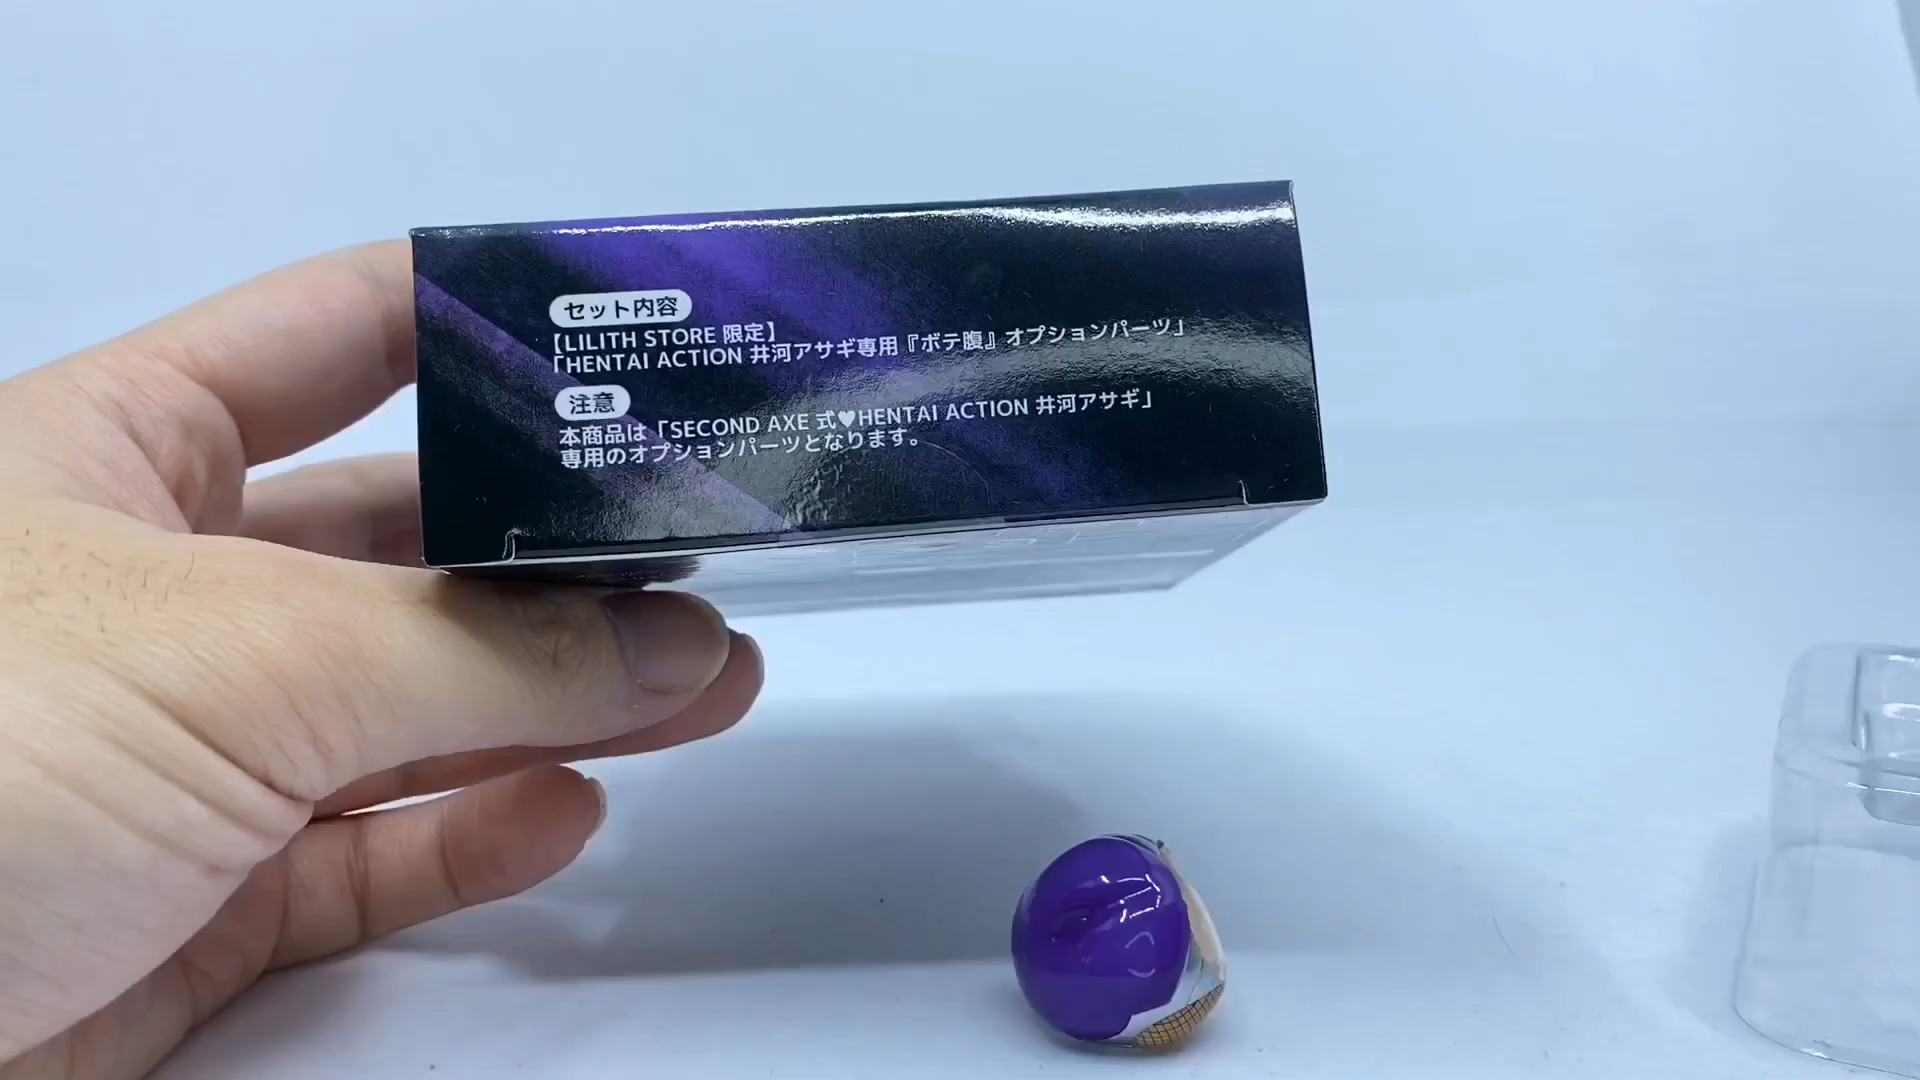 セット内容
【LILITH STORE 限定】
「HENTAI ACTION 井河アサギ専用『ボテ腹』オプションパーツ」
注意
本商品は「SECOND AXE 式♥HENTAI ACTION 井河アサギ」
専用のオプションパーツとなります。